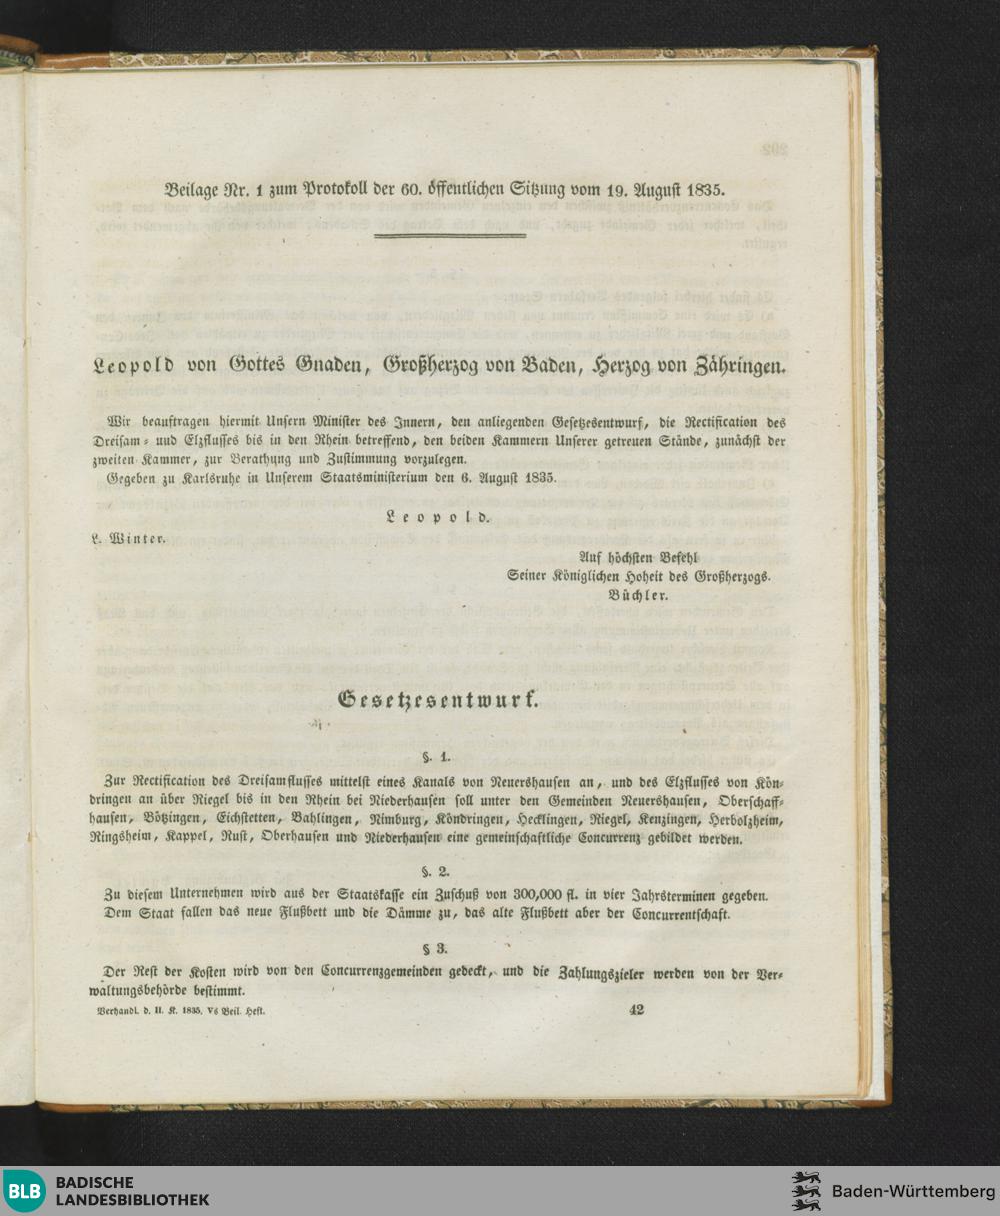 Beilage Nr. 1 zum Protokoll der 60. öffentlichen Sitzung vom 19. August 1835.
Leopold von Gottes Gnaden, Großherzog von Baden, Herzog von Zähringen.
Wir beauftragen hiermit Unsern Minister des Innern, den anliegenden Gesetzesentwurf, die Rectification des
Dreisam- und Elzflusses bis in den Rhein betreffend, den beiden Kammern Unserer getreuen Stände, zunächst der
zweiten Kammer, zur Berathung und Zustimmung vorzulegen.
Gegeben zu Karlsruhe in Unserem Staatsministerium den 6. August 1835.
Leopold.
L. Winter.
Auf höchsten Befehl
Seiner Königlichen Hoheit des Großherzogs.
Büchler.
Gesetzesentwurf.
§. 1.
Zur Rectification des Dreisamflusses mittelst eines Kanals von Neuershausen an, und des Elzflusses von Kön-
dringen an über Riegel bis in den Rhein bei Niederhausen soll unter den Gemeinden Neuershausen, Oberschaff-
hausen, Bötzingen, Eichstetten, Bahlingen, Nimburg, Köndringen, Hecklingen, Riegel, Kenzingen, Herbolzheim,
Ringsheim, Kappel, Rust, Oberhausen und Niederhausen eine gemeinschaftliche Concurrenz gebildet werden.
§. 2.
Zu diesem Unternehmen wird aus der Staatskasse ein Zuschuß von 300,000 fl. in vier Jahrsterminen gegeben.
Dem Staat fallen das neue Flußbett und die Dämme zu, das alte Flußbett aber der Concurrentschaft.
§ 3.
Der Rest der Kosten wird von den Concurrenzgemeinden gedeckt, und die Zahlungszieler werden von der Ver-
waltungsbehörde bestimmt.
Verhandl. d. II. K. 1835. Vs Beil. Heft. 42
BLB BADISCHE
LANDESBIBLIOTHEK
Baden-Württemberg